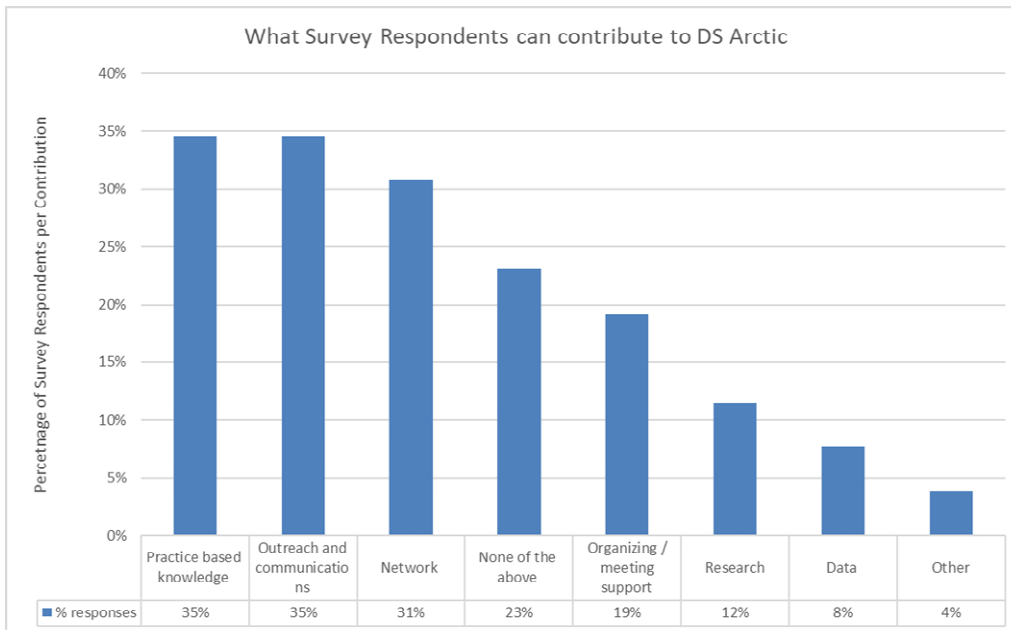 What Survey Respondents can contribute to DS Arctic
Percetnage of Survey Respondents per Contribution
40%
35%
30%
25%
20%
15%
10%
5%
0%
Practice based
knowledge
Outreach and
communicatio
ns
Network
None of the
above
Organizing /
meeting
support
Research
Data
Other
% responses 35% 35% 31% 23% 19% 12% 8% 4%